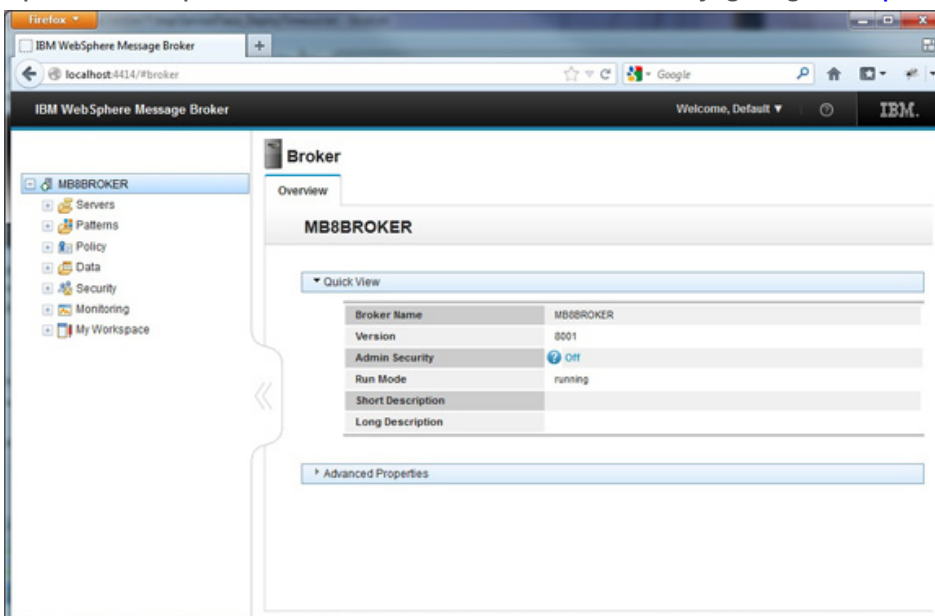 Firefox
IBM WebSphere Message Broker
localhost:4414/#broker
Google
IBM WebSphere Message Broker
Welcome, Default
IBM.
Broker
MB8BROKER
Overview
Servers
Patterns
MB8BROKER
Policy
Data
Security
Quick View
Monitoring
My Workspace
Broker Name MB8BROKER
Version 8001
Admin Security Off
Run Mode running
Short Description
Long Description
Advanced Properties